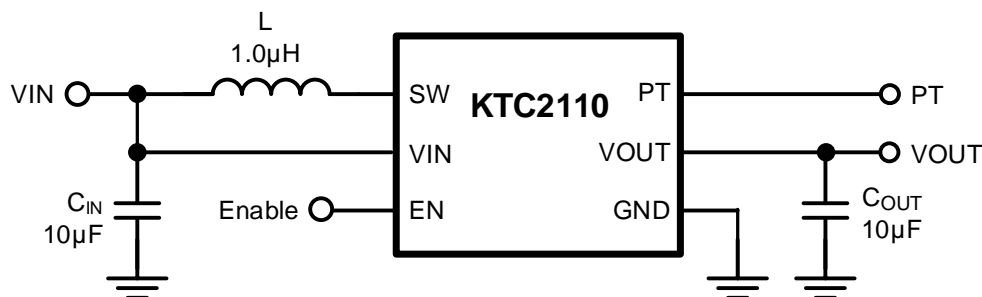 L
1.0µH
VIN
SW
KTC2110
PT
PT
VIN
VOUT
VOUT
Enable
EN
GND
CIN
10µF
COUT
10µF